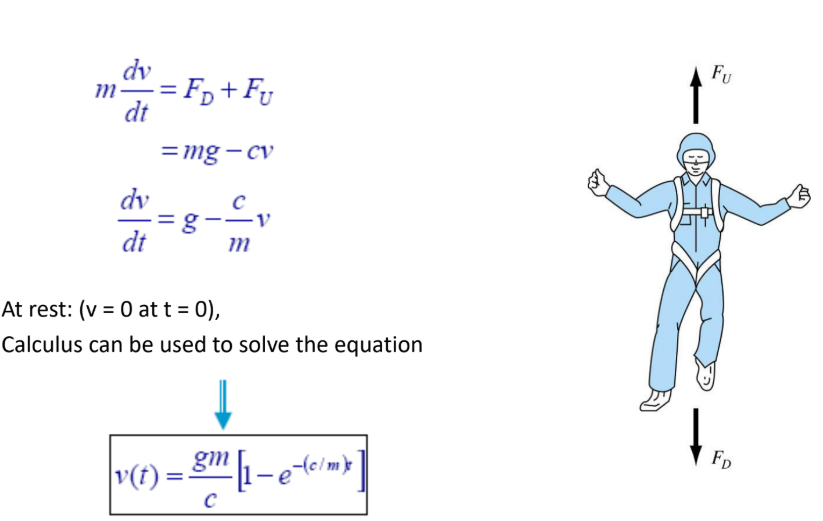 m dv/dt = F_D + F_U
= mg − cv
dv/dt = g − c/m v
At rest: (v = 0 at t = 0),
Calculus can be used to solve the equation
v(t) = gm/c [1 − e^−(c/m)t]
F_U
F_D